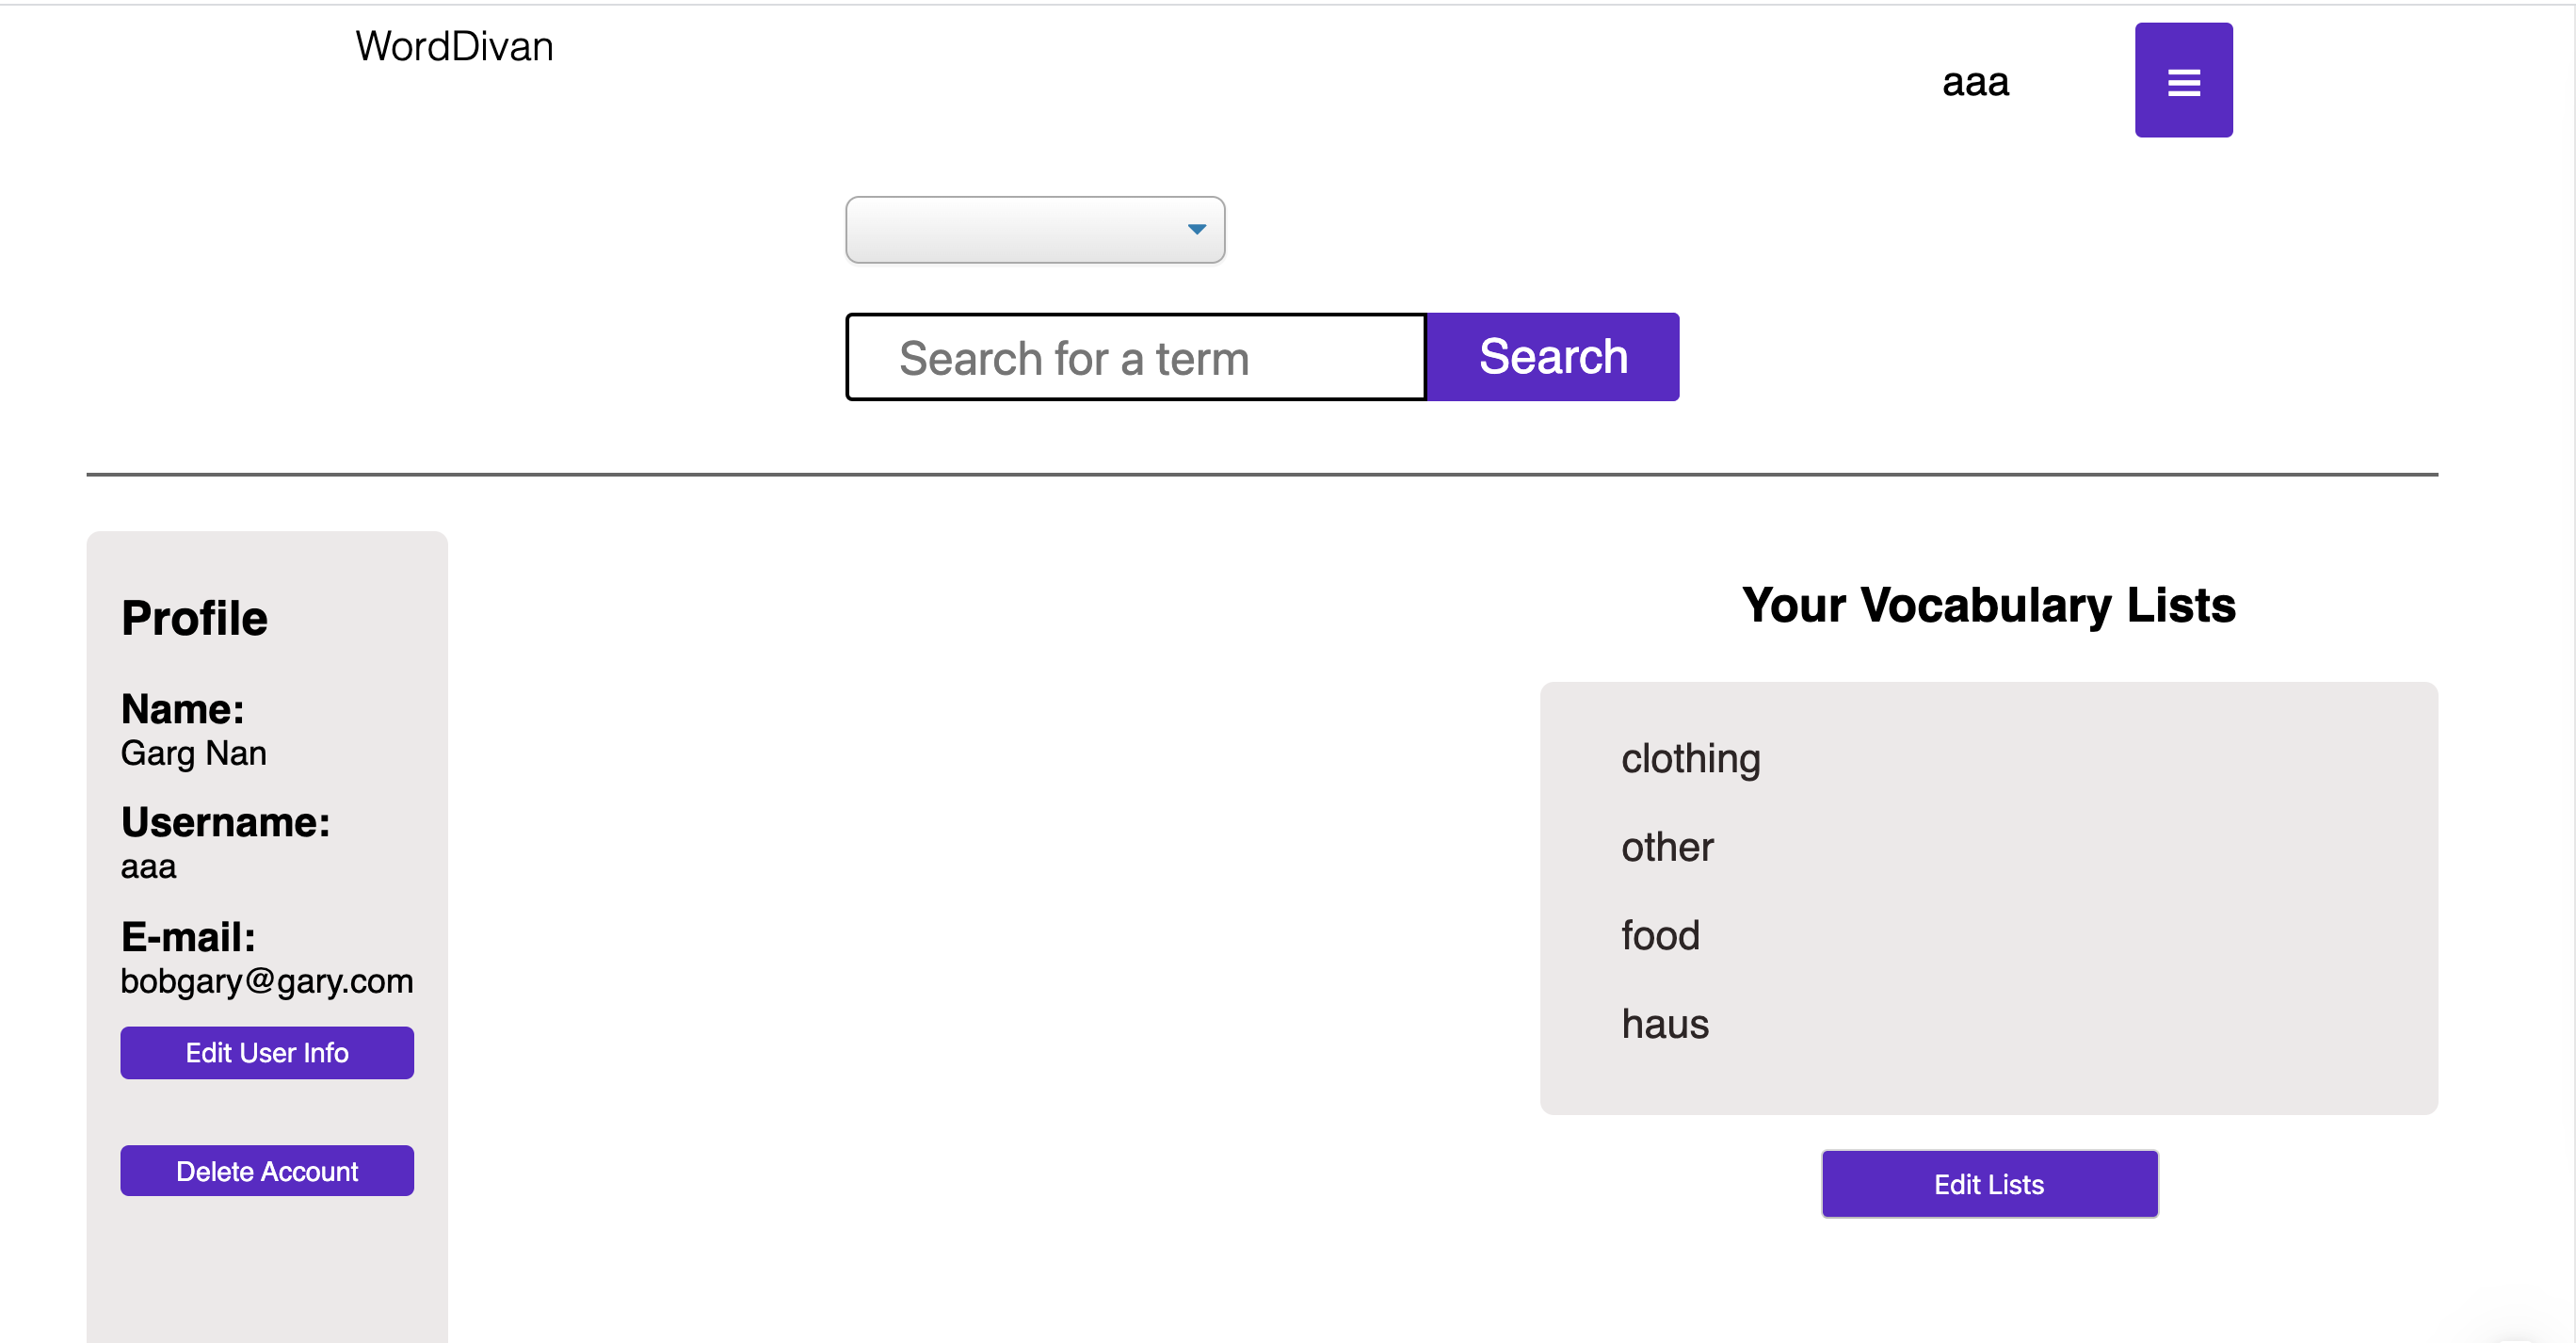 WordDivan
aaa
Search for a term
Search
Profile
Name:
Garg Nan
Username:
aaa
E-mail:
bobgary@gary.com
Edit User Info
Delete Account
Your Vocabulary Lists
clothing
other
food
haus
Edit Lists